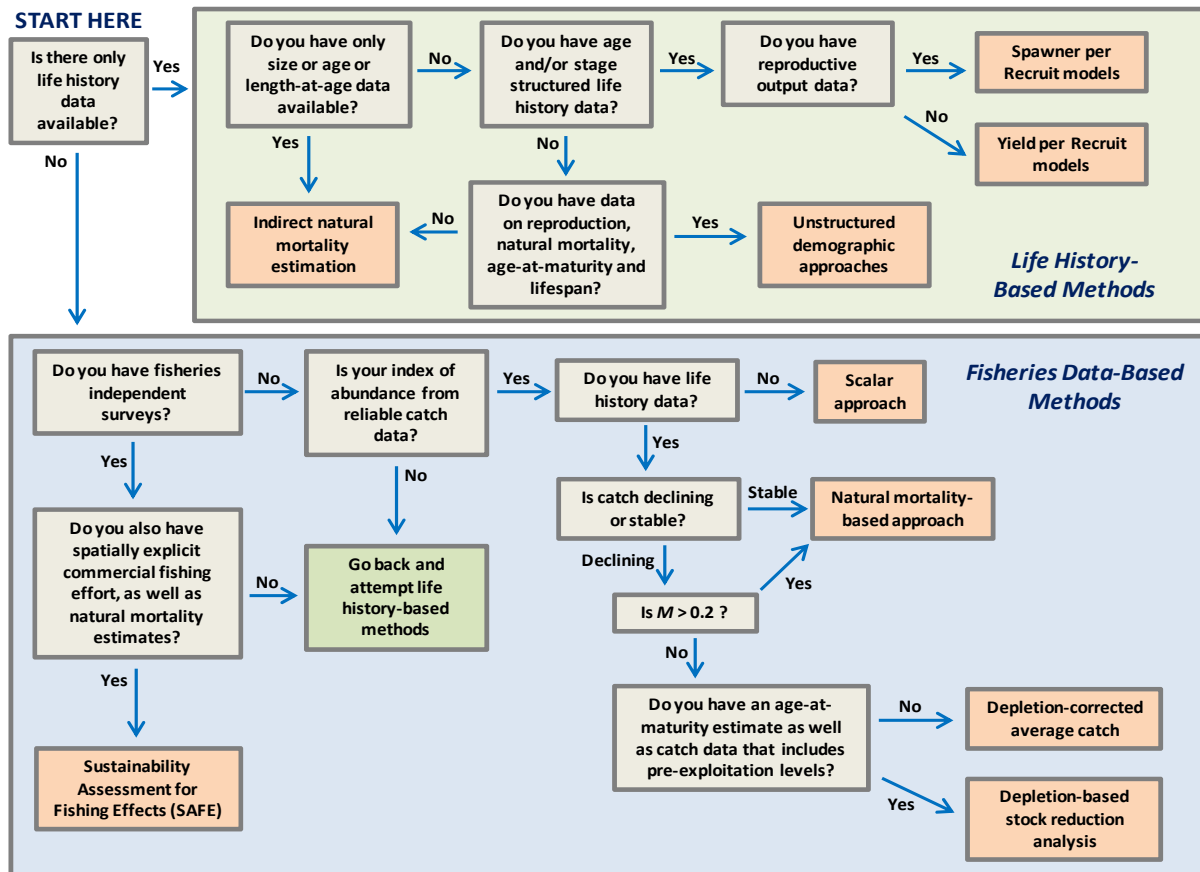 START HERE
Is there only
life history
data
available?
Yes
No
Do you have only
size or age or
length-at-age data
available?
No
Yes
Do you have age
and/or stage
structured life
history data?
Yes
No
Do you have
reproductive
output data?
Yes
No
Spawner per
Recruit models
Yield per Recruit
models
Indirect natural
mortality
estimation
No
Do you have data
on reproduction,
natural mortality,
age-at-maturity and
lifespan?
Yes
Unstructured
demographic
approaches
Life History-
Based Methods
Do you have fisheries
independent
surveys?
No
Yes
Is your index of
abundance from
reliable catch
data?
Yes
No
Do you have life
history data?
No
Yes
Scalar
approach
Fisheries Data-Based
Methods
Do you also have
spatially explicit
commercial fishing
effort, as well as
natural mortality
estimates?
No
Yes
Go back and
attempt life
history-based
methods
Is catch declining
or stable?
Stable
Declining
Natural mortality-
based approach
Is M > 0.2 ?
Yes
No
Sustainability
Assessment for
Fishing Effects (SAFE)
Do you have an age-at-
maturity estimate as well
as catch data that includes
pre-exploitation levels?
No
Yes
Depletion-corrected
average catch
Depletion-based
stock reduction
analysis